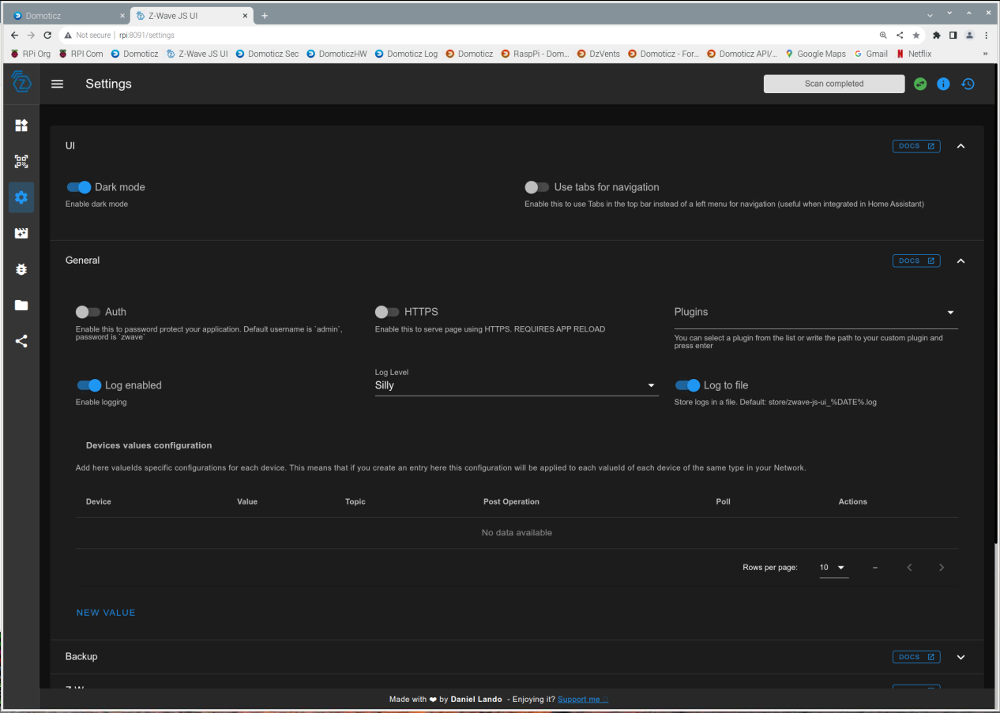 Domoticz
Z-Wave JS UI
Not secure | rpi:8091/settings
RPi Org RPI Com Domoticz Z-Wave JS UI Domoticz Sec DomoticzHW Domoticz Log Domoticz RaspPi - Dom... DzVents Domoticz - For... Domoticz API/... Google Maps Gmail Netflix »
Settings
Scan completed
UI
DOCS
Dark mode
Enable dark mode
Use tabs for navigation
Enable this to use Tabs in the top bar instead of a left menu for navigation (useful when integrated in Home Assistant)
General
DOCS
Auth
Enable this to password protect your application. Default username is `admin`,
password is `zwave`
HTTPS
Enable this to serve page using HTTPS. REQUIRES APP RELOAD
Plugins
You can select a plugin from the list or write the path to your custom plugin and
press enter
Log enabled
Enable logging
Log Level
Silly
Log to file
Store logs in a file. Default: store/zwave-js-ui_%DATE%.log
Devices values configuration
Add here valueIds specific configurations for each device. This means that if you create an entry here this configuration will be applied to each valueId of each device of the same type in your Network.
Device Value Topic Post Operation Poll Actions
No data available
Rows per page: 10 –
NEW VALUE
Backup
DOCS
Made with ❤ by Daniel Lando - Enjoying it? Support me